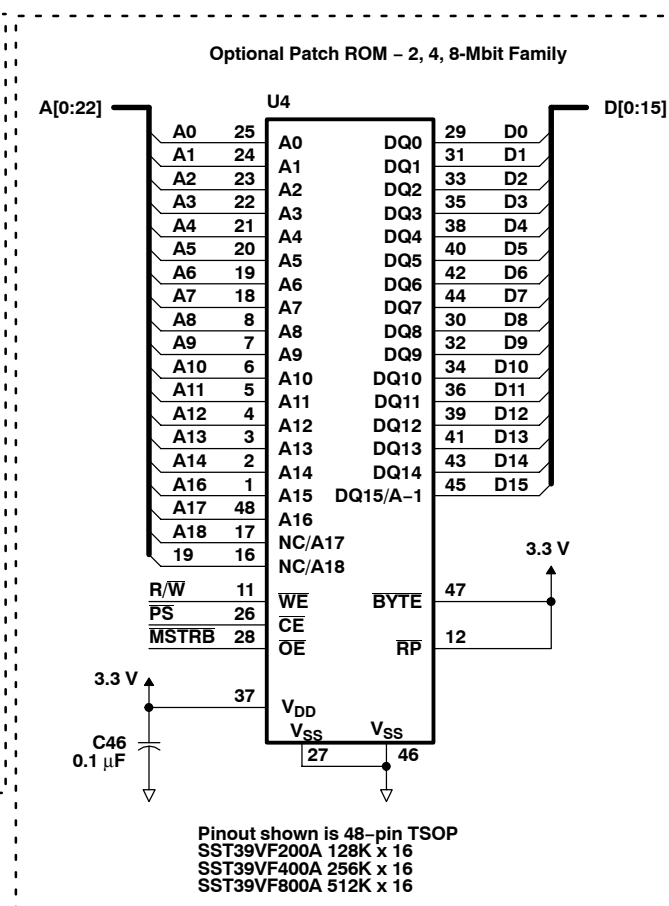 Optional Patch ROM – 2, 4, 8-Mbit Family
U4
A[0:22]
D[0:15]
A0 25 A0 DQ0 29 D0
A1 24 A1 DQ1 31 D1
A2 23 A2 DQ2 33 D2
A3 22 A3 DQ3 35 D3
A4 21 A4 DQ4 38 D4
A5 20 A5 DQ5 40 D5
A6 19 A6 DQ6 42 D6
A7 18 A7 DQ7 44 D7
A8 8 A8 DQ8 30 D8
A9 7 A9 DQ9 32 D9
A10 6 A10 DQ10 34 D10
A11 5 A11 DQ11 36 D11
A12 4 A12 DQ12 39 D12
A13 3 A13 DQ13 41 D13
A14 2 A14 DQ14 43 D14
A16 1 A15 DQ15/A–1 45 D15
A17 48 A16
A18 17 NC/A17
19 16 NC/A18
3.3 V
R/W̅ 11 W̅E̅ B̅Y̅T̅E̅ 47
P̅S̅ 26 C̅E̅
M̅S̅T̅R̅B̅ 28 O̅E̅ R̅P̅ 12
3.3 V
37 VDD
VSS VSS
27 46
C46
0.1 μF
Pinout shown is 48–pin TSOP
SST39VF200A 128K x 16
SST39VF400A 256K x 16
SST39VF800A 512K x 16